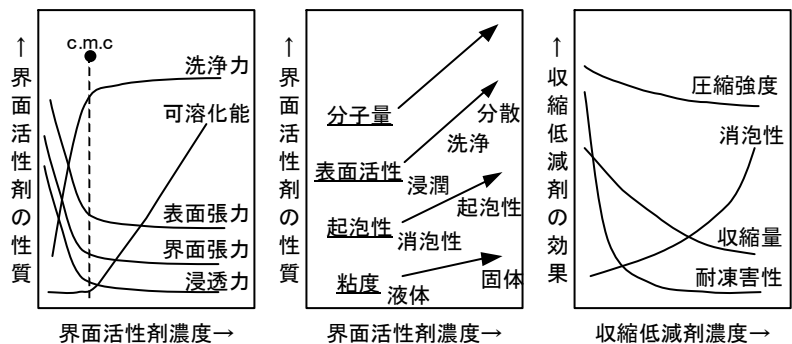 ↑界面活性剤の性質
c.m.c
洗浄力
可溶化能
表面張力
界面張力
浸透力
界面活性剤濃度→
↑界面活性剤の性質
分子量
分散
洗浄
表面活性
浸潤
起泡性
起泡性
消泡性
粘度
固体
液体
界面活性剤濃度→
↑収縮低減剤の効果
圧縮強度
消泡性
収縮量
耐凍害性
収縮低減剤濃度→